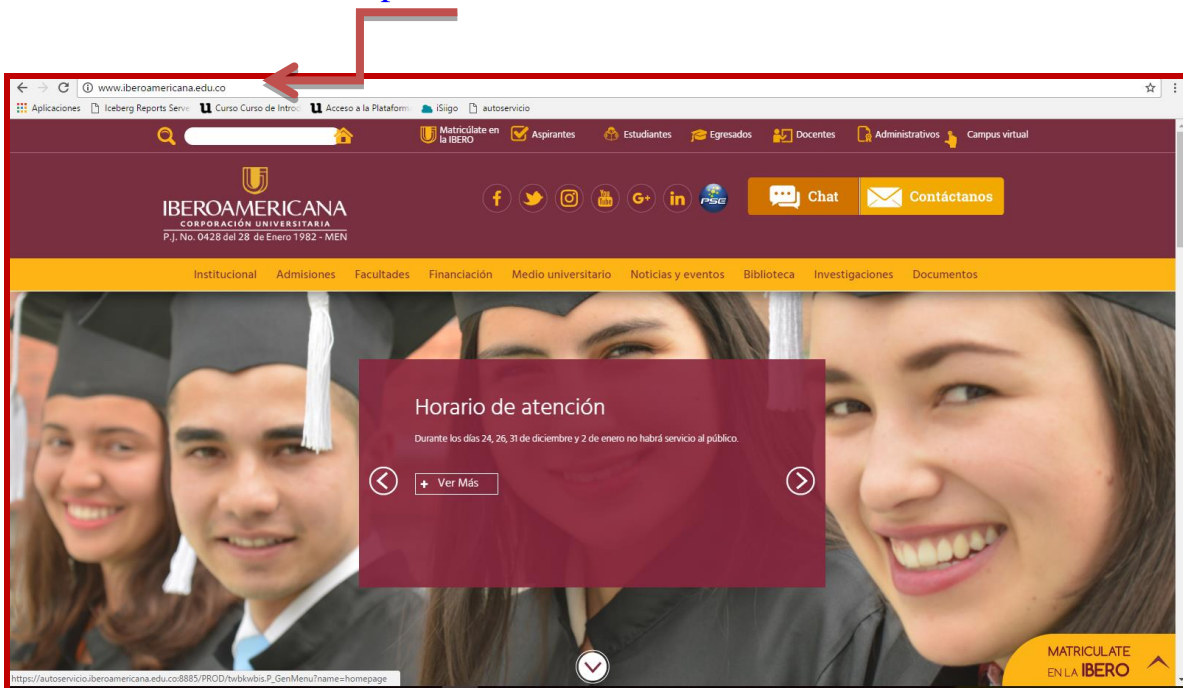 www.iberoamericana.edu.co
Aplicaciones Iceberg Reports Serve Curso Curso de Introd Acceso a la Plataform iSiigo autoservicio
Matricúlate en la IBERO
Aspirantes Estudiantes Egresados Docentes Administrativos Campus virtual
IBEROAMERICANA
CORPORACIÓN UNIVERSITARIA
P.J. No. 0428 del 28 de Enero 1982 - MEN
You Tube G+ in PSE
Chat Contáctanos
Institucional Admisiones Facultades Financiación Medio universitario Noticias y eventos Biblioteca Investigaciones Documentos
Horario de atención
Durante los días 24, 26, 31 de diciembre y 2 de enero no habrá servicio al público.
+ Ver Más
MATRICULATE
EN LA IBERO
https://autoservicio.iberoamericana.edu.co:8885/PROD/twbkwbis.P_GenMenu?name=homepage